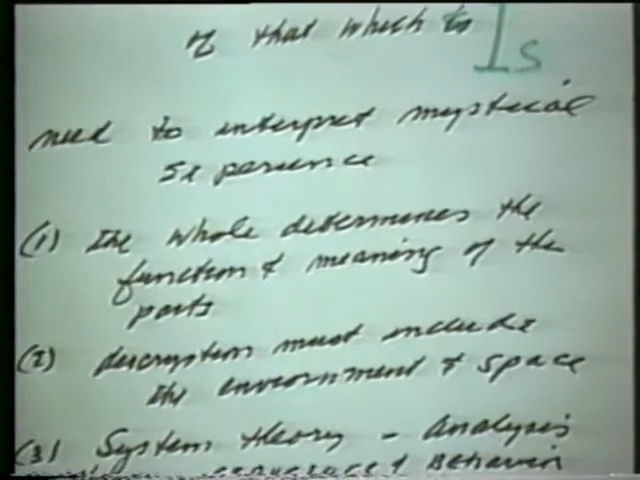 of that which is Is
need to interpret mystical
experience
(1) the whole determines the
function & meaning of the
parts
(2) description must include
the environment & space
(3) System theory - Analysis
& Behavior